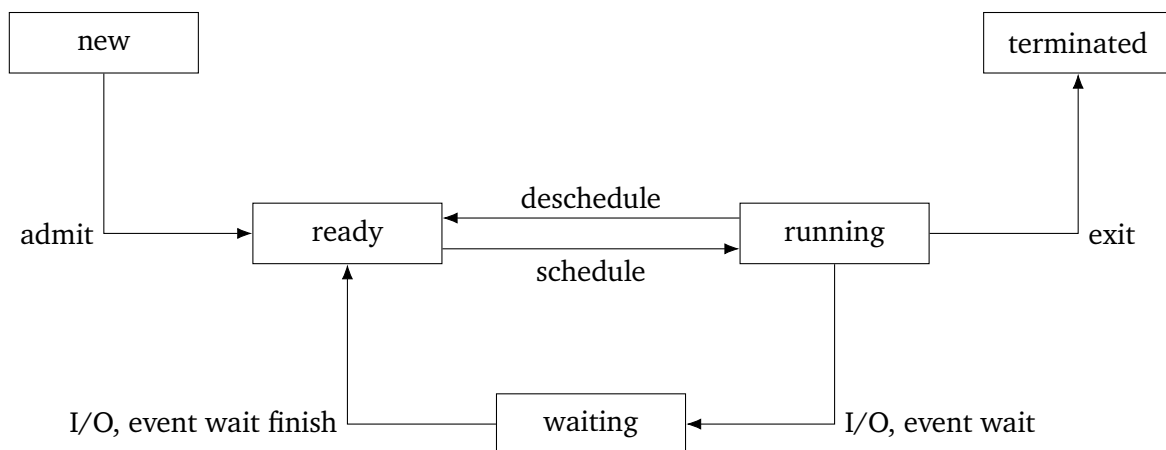 new
terminated
deschedule
admit
ready
running
exit
schedule
I/O, event wait finish
waiting
I/O, event wait